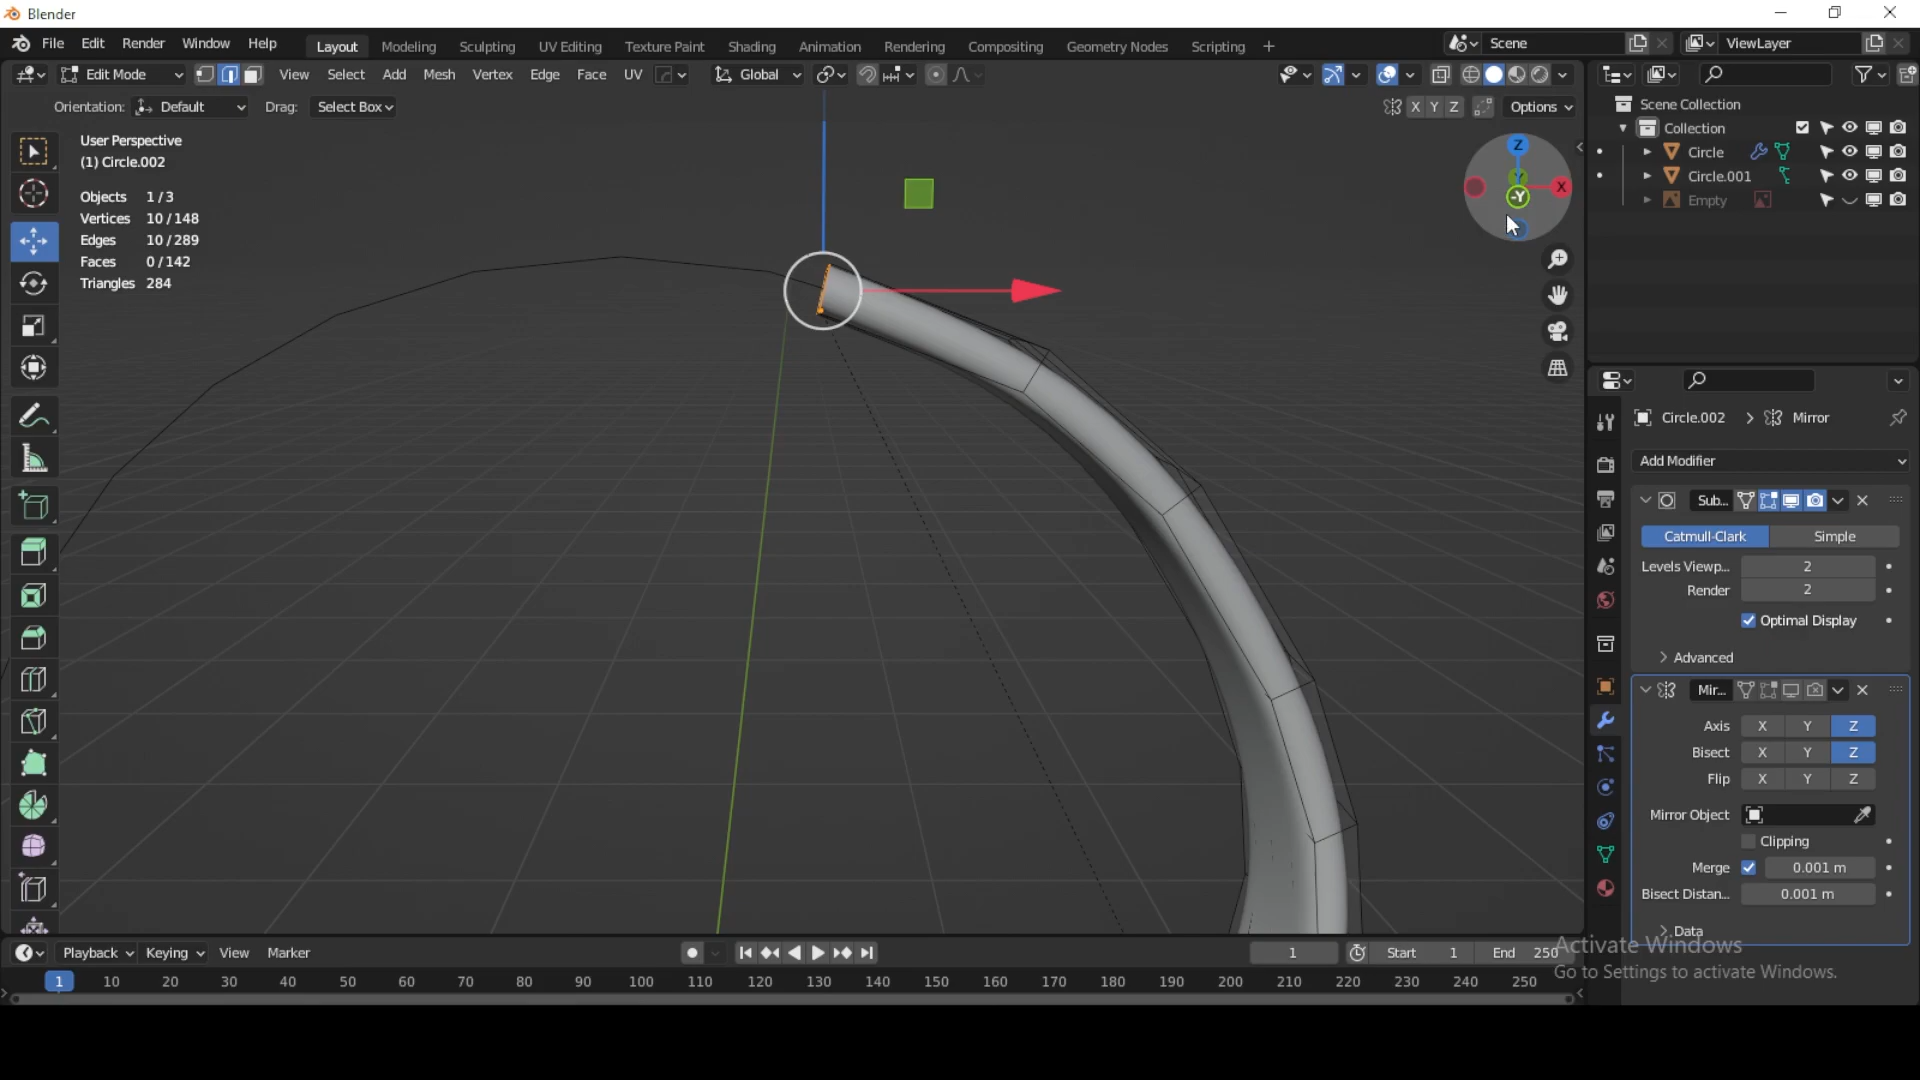 Blender
File Edit Render Window Help Layout Modeling Sculpting UV Editing Texture Paint Shading Animation Rendering Compositing Geometry Nodes Scripting + Scene ViewLayer
Edit Mode View Select Add Mesh Vertex Edge Face UV Global
Orientation: Default Drag: Select Box X Y Z Options
User Perspective
(1) Circle.002
Objects 1/3
Vertices 10/148
Edges 10/289
Faces 0/142
Triangles 284
Z
X
-Y
Scene Collection
Collection
Circle
Circle.001
Empty
Circle.002 > Mirror
Add Modifier
Sub...
Catmull-Clark Simple
Levels Viewp... 2
Render 2
Optimal Display
Advanced
Mir...
Axis X Y Z
Bisect X Y Z
Flip X Y Z
Mirror Object
Clipping
Merge 0.001 m
Bisect Distan... 0.001 m
Data
Activate Windows
Go to Settings to activate Windows.
Playback Keying View Marker 1 Start 1 End 250
1 10 20 30 40 50 60 70 80 90 100 110 120 130 140 150 160 170 180 190 200 210 220 230 240 250